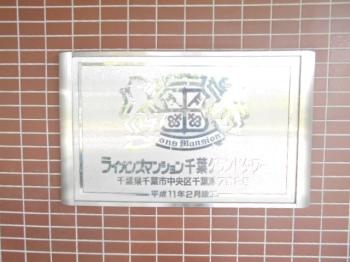 ons Mansion
ライオンズマンション千葉グランドタワー
千葉県千葉市中央区千葉港
平成11年2月竣工